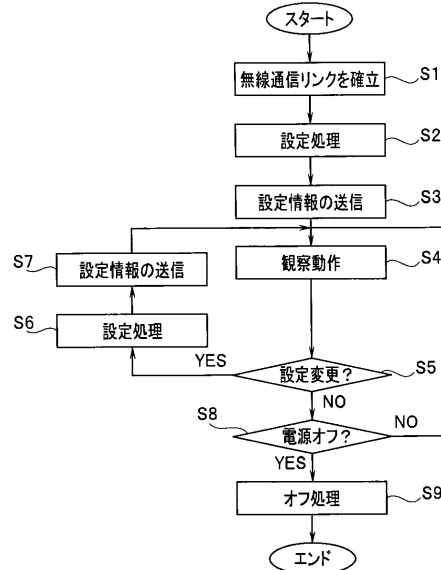 スタート
無線通信リンクを確立
S1
設定処理
S2
設定情報の送信
S3
S7
設定情報の送信
観察動作
S4
S6
設定処理
YES
設定変更?
S5
NO
S8
電源オフ?
NO
YES
オフ処理
S9
エンド